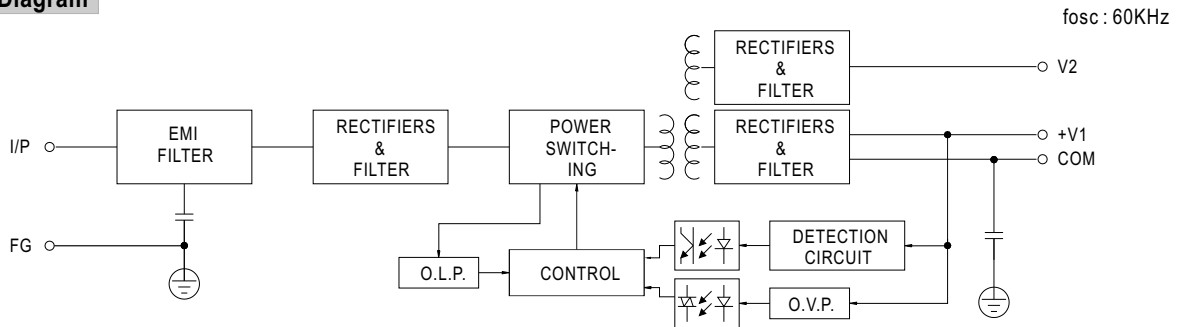 Diagram
fosc : 60KHz
RECTIFIERS
&
FILTER
V2
I/P
EMI
FILTER
RECTIFIERS
&
FILTER
POWER
SWITCH-
ING
RECTIFIERS
&
FILTER
+V1
COM
FG
O.L.P.
CONTROL
DETECTION
CIRCUIT
O.V.P.